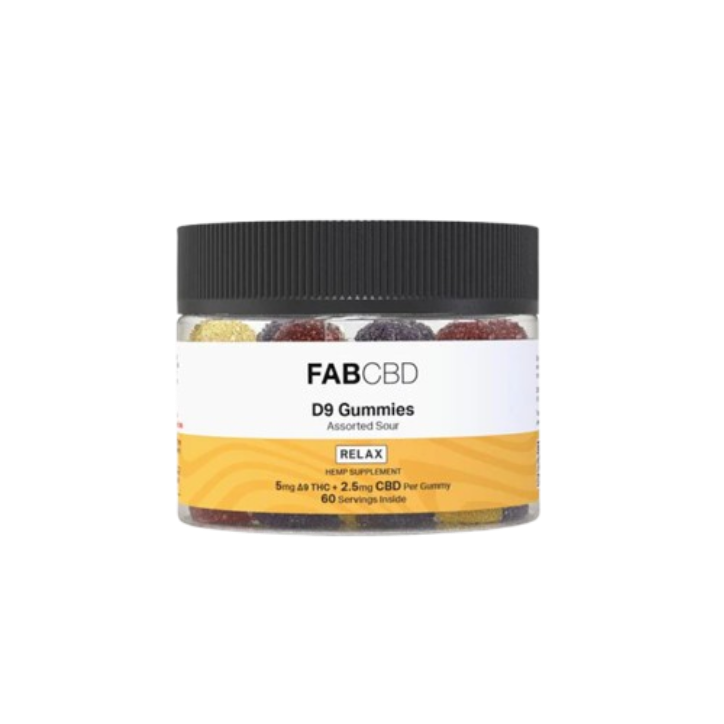 FABCBD
D9 Gummies
Assorted Sour
RELAX
HEMP SUPPLEMENT
5mg Δ9 THC + 2.5mg CBD Per Gummy
60 Servings Inside